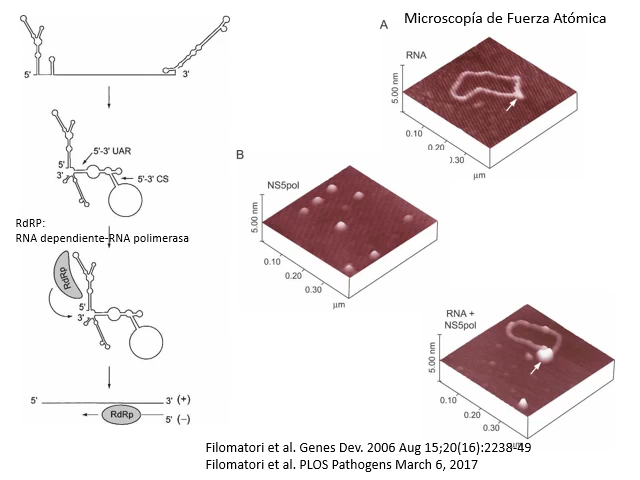 Microscopía de Fuerza Atómica
A
RNA
5.00 nm
0.10
0.20
0.30
μm
5'
3'
5'-3' UAR
5'
3'
5'-3' CS
B
NS5pol
5.00 nm
0.10
0.20
0.30
μm
RdRP:
RNA dependiente-RNA polimerasa
RdRp
5'
3'
RNA +
NS5pol
5.00 nm
0.10
0.20
0.30
μm
5'
3' (+)
RdRp
5' (−)
Filomatori et al. Genes Dev. 2006 Aug 15;20(16):2238-49
Filomatori et al. PLOS Pathogens March 6, 2017